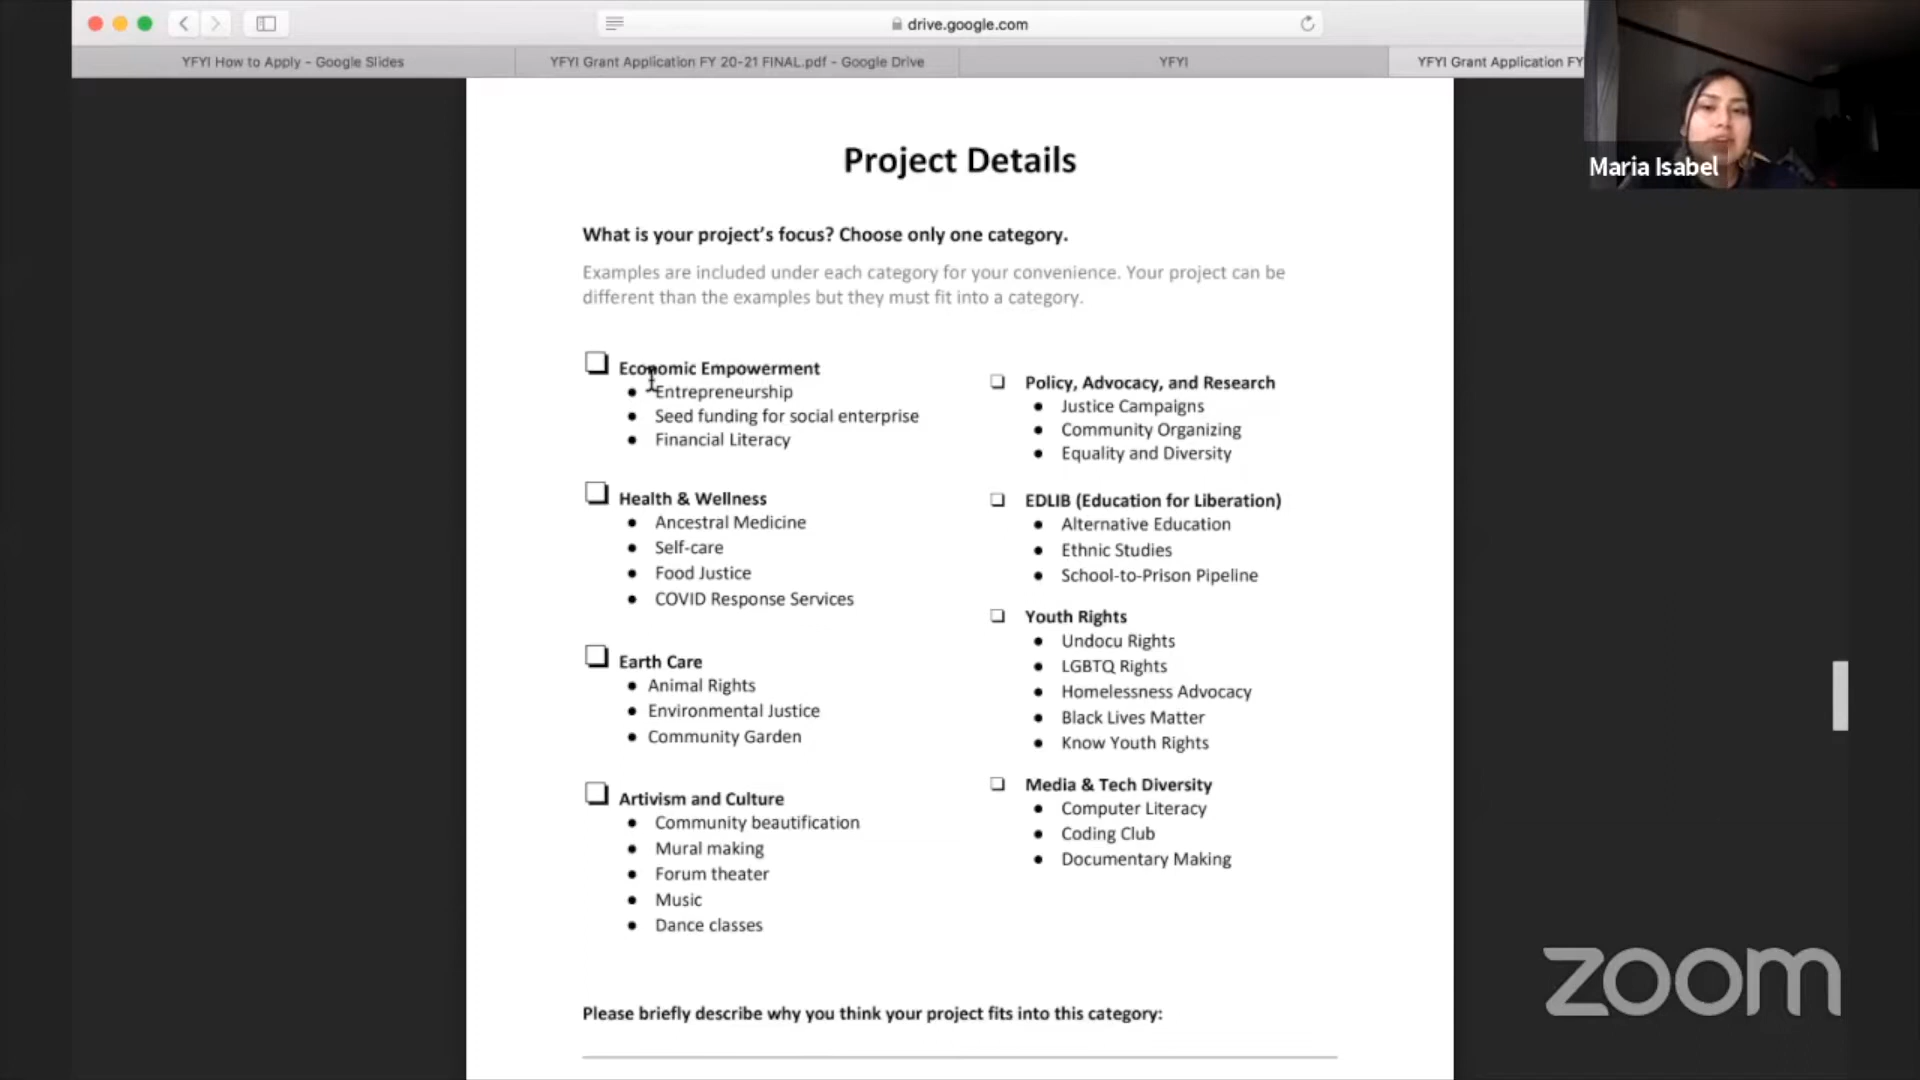 drive.google.com
YFYI How to Apply - Google Slides
YFYI Grant Application FY 20-21 FINAL.pdf - Google Drive
YFYI
YFYI Grant Application FY
Maria Isabel
Project Details
What is your project's focus? Choose only one category.
Examples are included under each category for your convenience. Your project can be
different than the examples but they must fit into a category.
Economic Empowerment
Entrepreneurship
Seed funding for social enterprise
Financial Literacy
Health & Wellness
Ancestral Medicine
Self-care
Food Justice
COVID Response Services
Earth Care
Animal Rights
Environmental Justice
Community Garden
Artivism and Culture
Community beautification
Mural making
Forum theater
Music
Dance classes
Policy, Advocacy, and Research
Justice Campaigns
Community Organizing
Equality and Diversity
EDLIB (Education for Liberation)
Alternative Education
Ethnic Studies
School-to-Prison Pipeline
Youth Rights
Undocu Rights
LGBTQ Rights
Homelessness Advocacy
Black Lives Matter
Know Youth Rights
Media & Tech Diversity
Computer Literacy
Coding Club
Documentary Making
Please briefly describe why you think your project fits into this category:
zoom